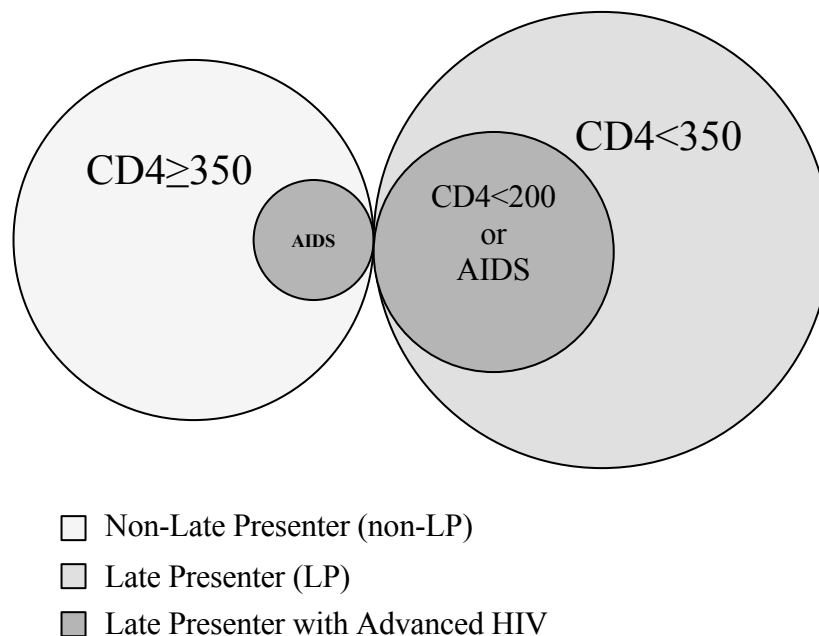 CD4≥350
AIDS
CD4<350
CD4<200
or
AIDS
Non-Late Presenter (non-LP)
Late Presenter (LP)
Late Presenter with Advanced HIV